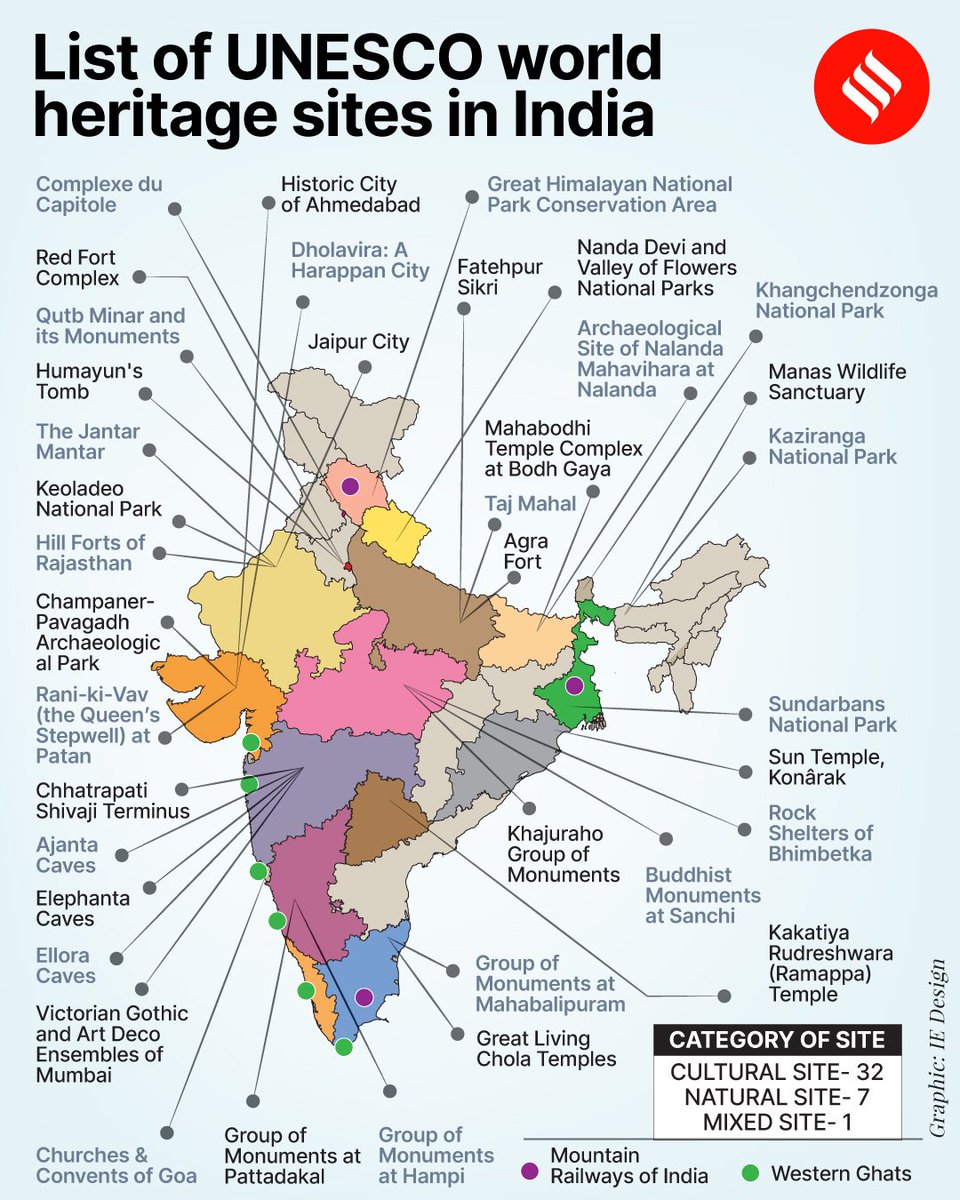 List of UNESCO world
heritage sites in India
Complexe du
Capitole
Historic City
of Ahmedabad
Great Himalayan National
Park Conservation Area
Red Fort
Complex
Dholavira: A
Harappan City
Fatehpur
Sikri
Nanda Devi and
Valley of Flowers
National Parks
Khangchendzonga
National Park
Qutb Minar and
its Monuments
Jaipur City
Archaeological
Site of Nalanda
Mahavihara at
Nalanda
Humayun's
Tomb
Manas Wildlife
Sanctuary
The Jantar
Mantar
Mahabodhi
Temple Complex
at Bodh Gaya
Kaziranga
National Park
Keoladeo
National Park
Taj Mahal
Hill Forts of
Rajasthan
Agra
Fort
Champaner-
Pavagadh
Archaeologic
al Park
Rani-ki-Vav
(the Queen's
Stepwell) at
Patan
Sundarbans
National Park
Sun Temple,
Konârak
Chhatrapati
Shivaji Terminus
Rock
Shelters of
Bhimbetka
Ajanta
Caves
Khajuraho
Group of
Monuments
Buddhist
Monuments
at Sanchi
Elephanta
Caves
Kakatiya
Rudreshwara
(Ramappa)
Temple
Ellora
Caves
Group of
Monuments at
Mahabalipuram
Victorian Gothic
and Art Deco
Ensembles of
Mumbai
Great Living
Chola Temples
CATEGORY OF SITE
CULTURAL SITE- 32
NATURAL SITE- 7
MIXED SITE- 1
Churches &
Convents of Goa
Group of
Monuments at
Pattadakal
Group of
Monuments
at Hampi
Mountain
Railways of India
Western Ghats
Graphic: IE Design